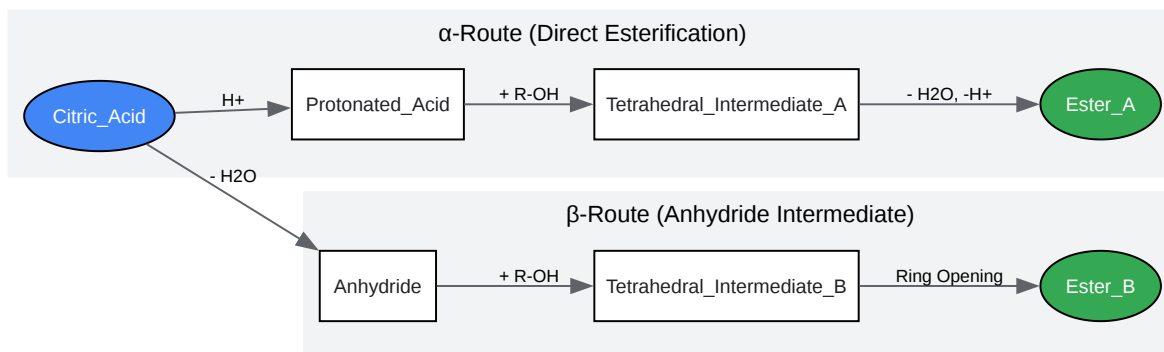 α-Route (Direct Esterification)
Citric_Acid
H+
Protonated_Acid
+ R-OH
Tetrahedral_Intermediate_A
- H2O, -H+
Ester_A
- H2O
β-Route (Anhydride Intermediate)
Anhydride
+ R-OH
Tetrahedral_Intermediate_B
Ring Opening
Ester_B